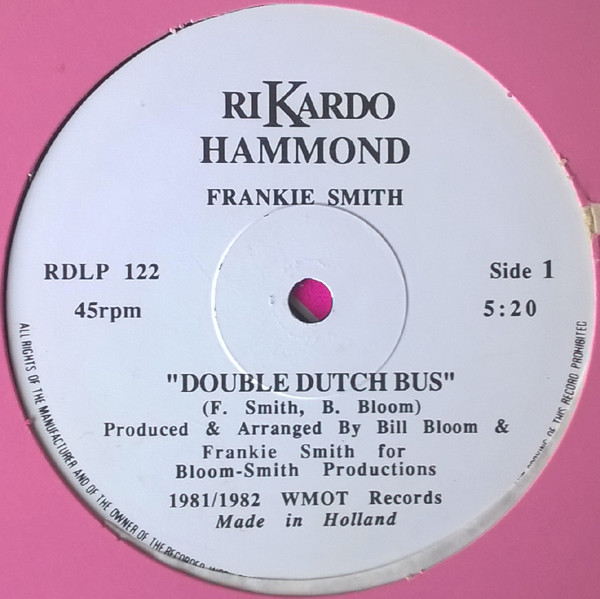 RIKARDO
HAMMOND
FRANKIE SMITH
RDLP 122
45rpm
Side 1
5:20
"DOUBLE DUTCH BUS"
(F. Smith, B. Bloom)
Produced & Arranged By Bill Bloom &
Frankie Smith for
Bloom-Smith Productions
1981/1982 WMOT Records
Made in Holland
ALL RIGHTS OF THE MANUFACTURER AND OF THE OWNER OF THE RECORDED
OF THIS RECORD PROHIBITED